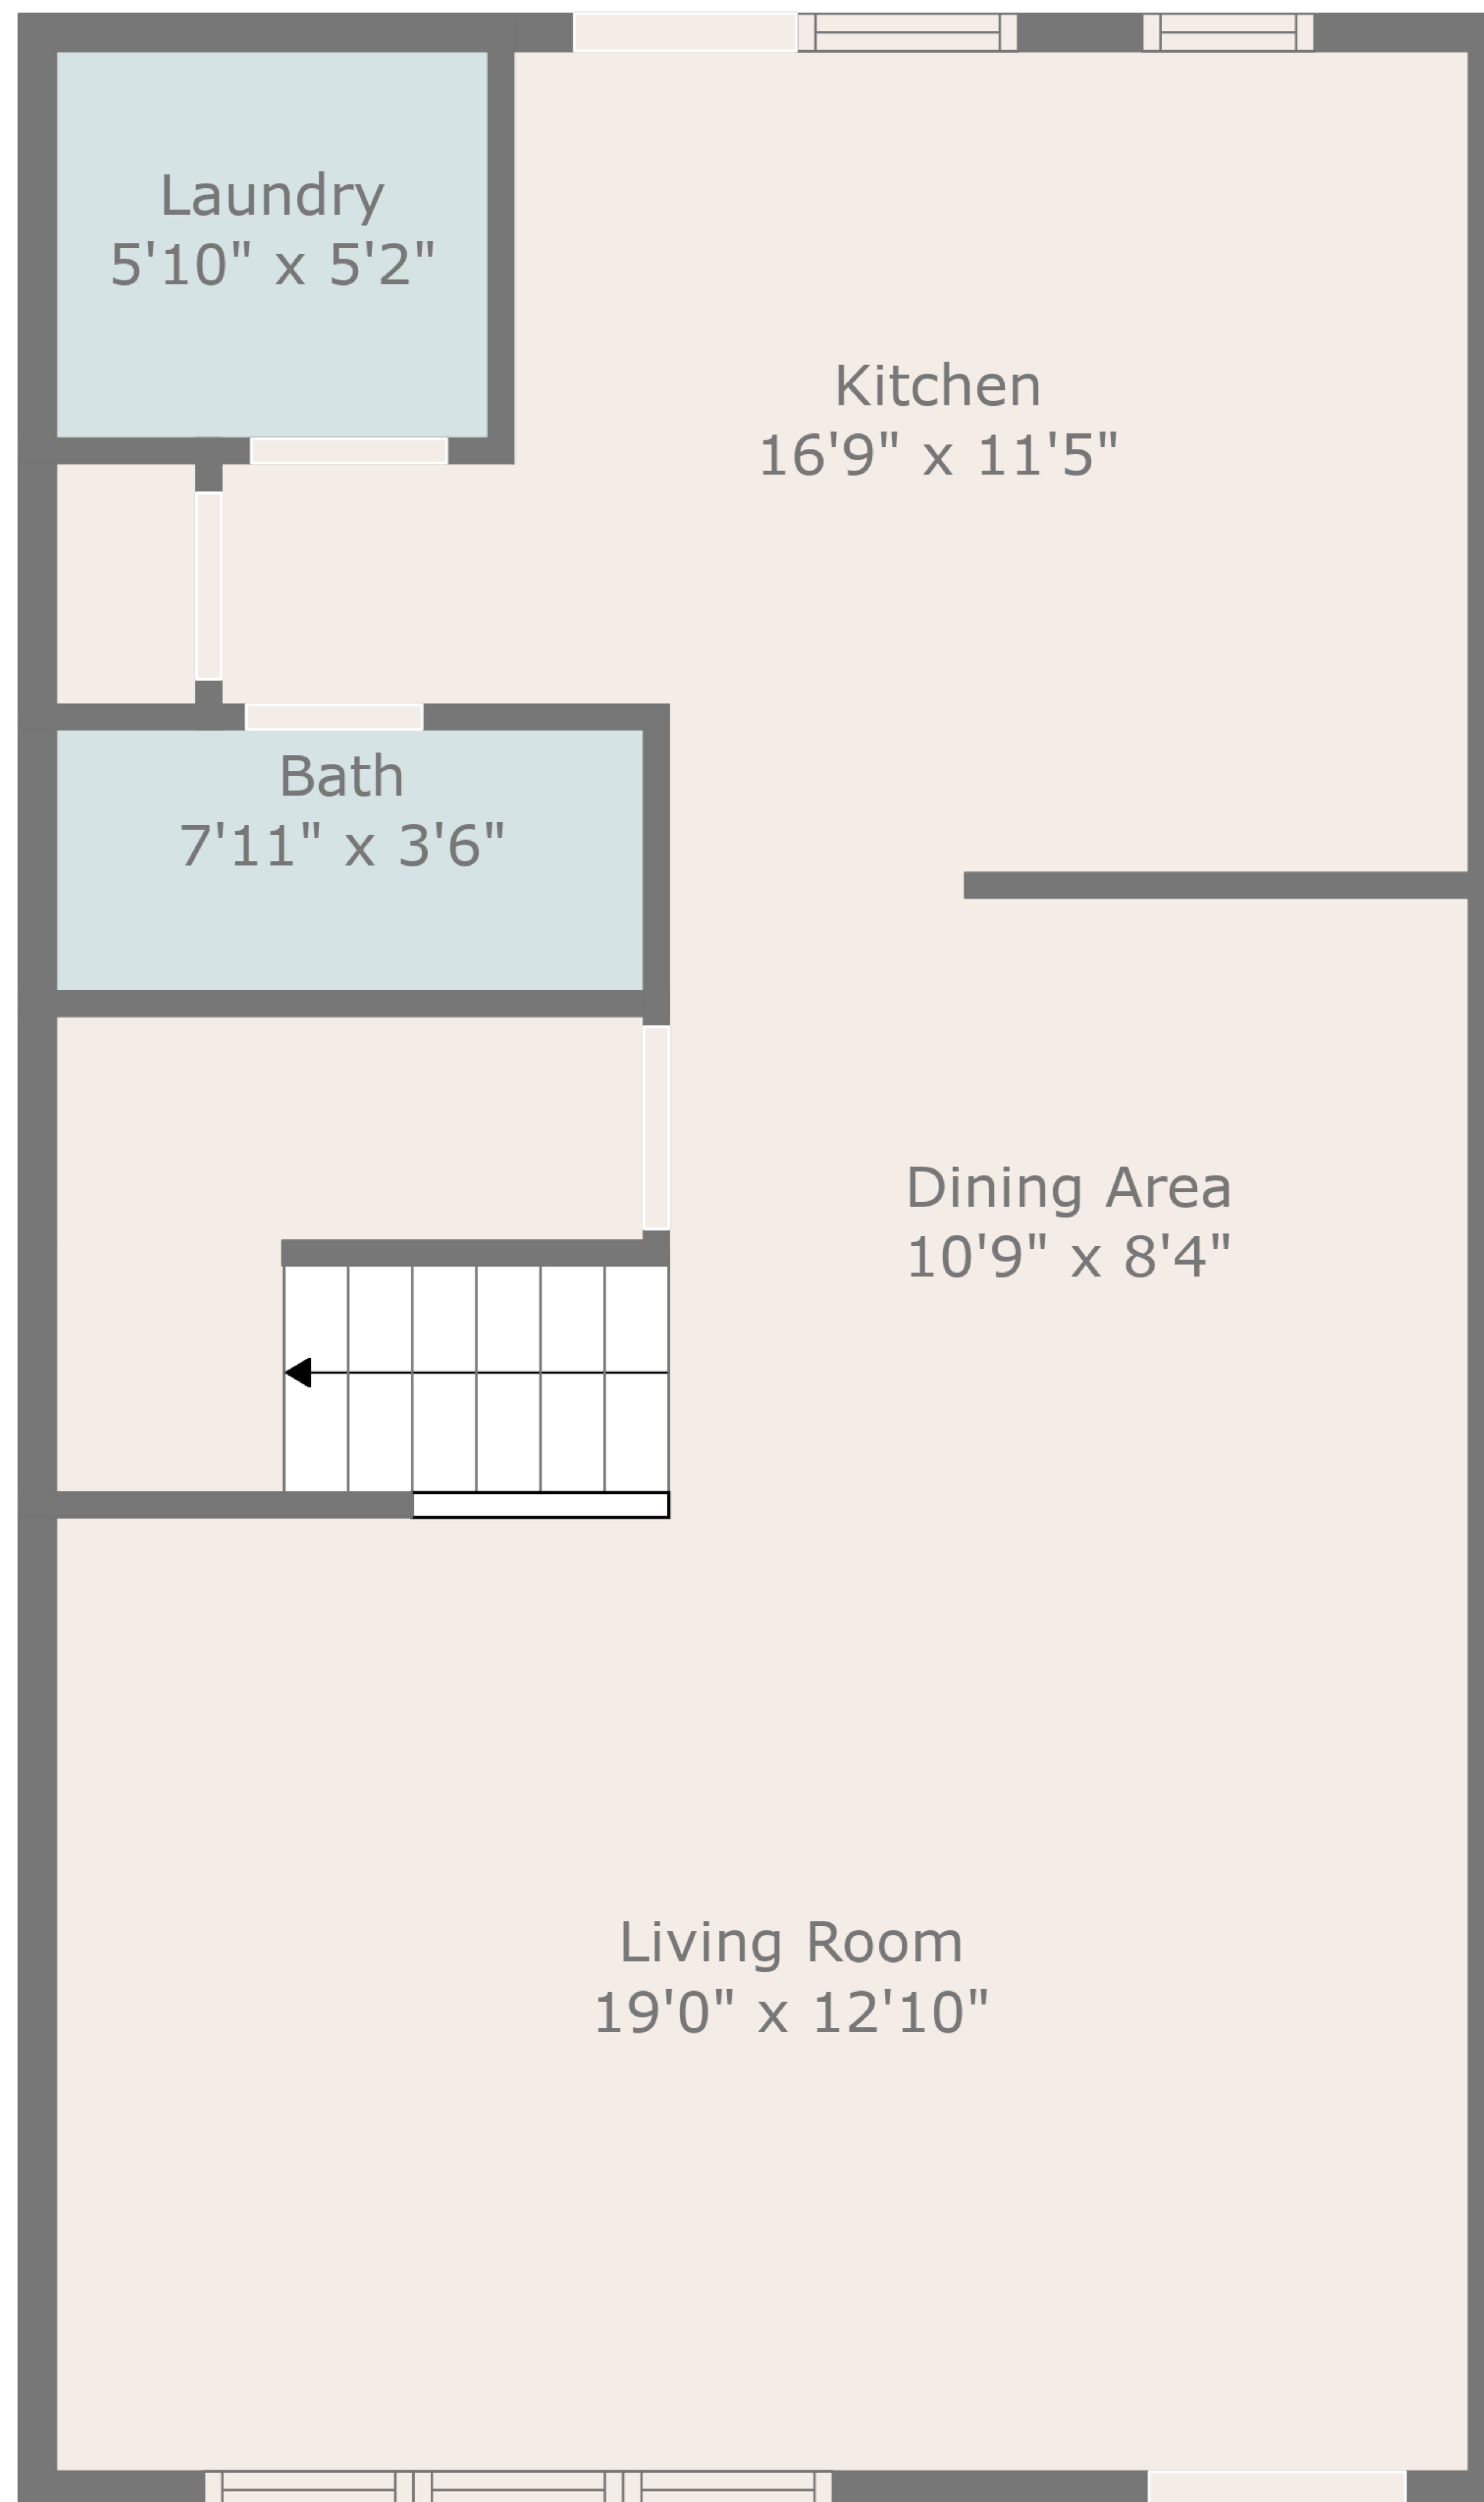 Laundry
5'10" x 5'2"
Kitchen
16'9" x 11'5"
Bath
7'11" x 3'6"
Dining Area
10'9" x 8'4"
Living Room
19'0" x 12'10"